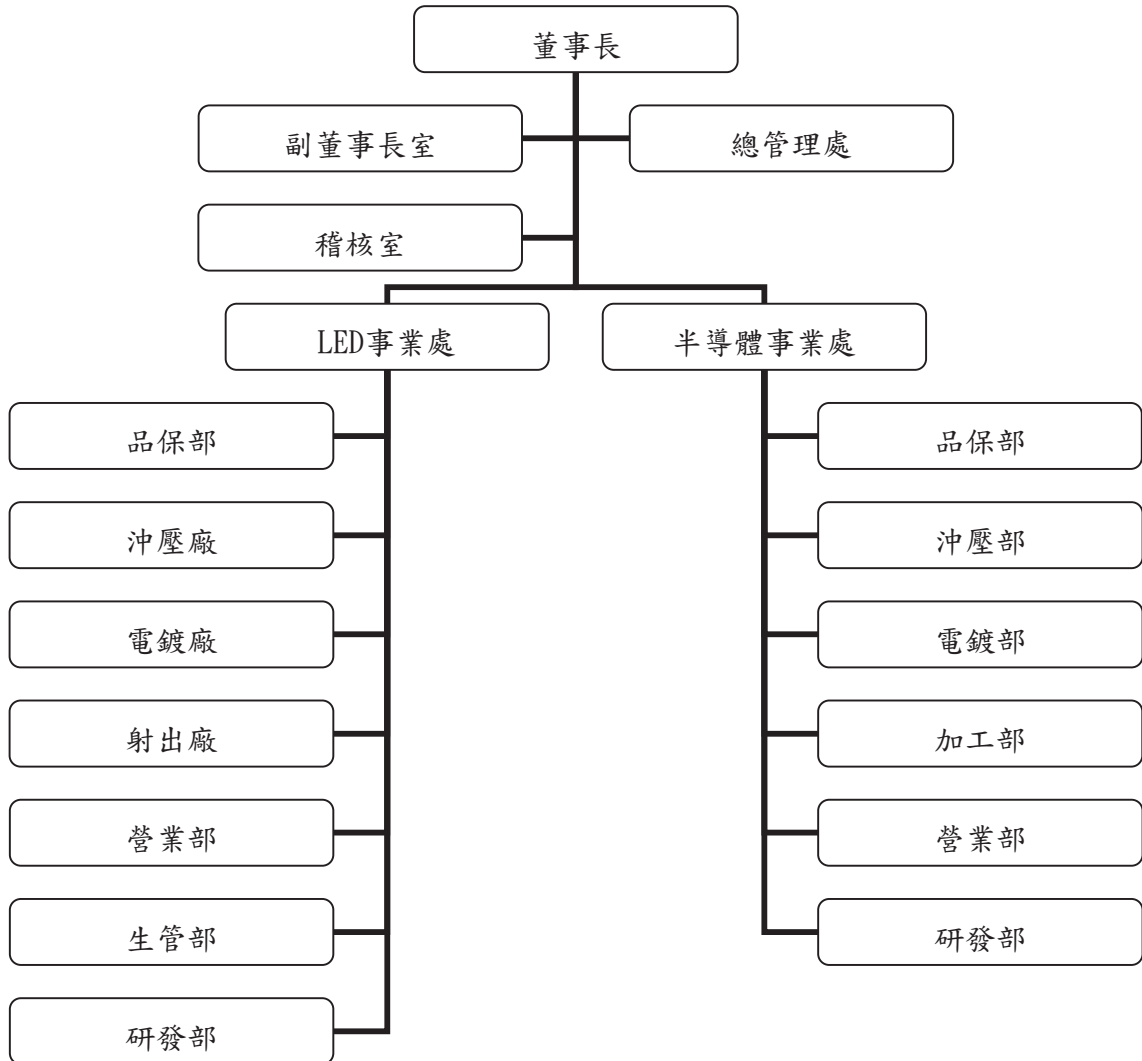 董事長
副董事長室
總管理處
稽核室
LED事業處
半導體事業處
品保部
沖壓廠
電鍍廠
射出廠
營業部
生管部
研發部
品保部
沖壓部
電鍍部
加工部
營業部
研發部